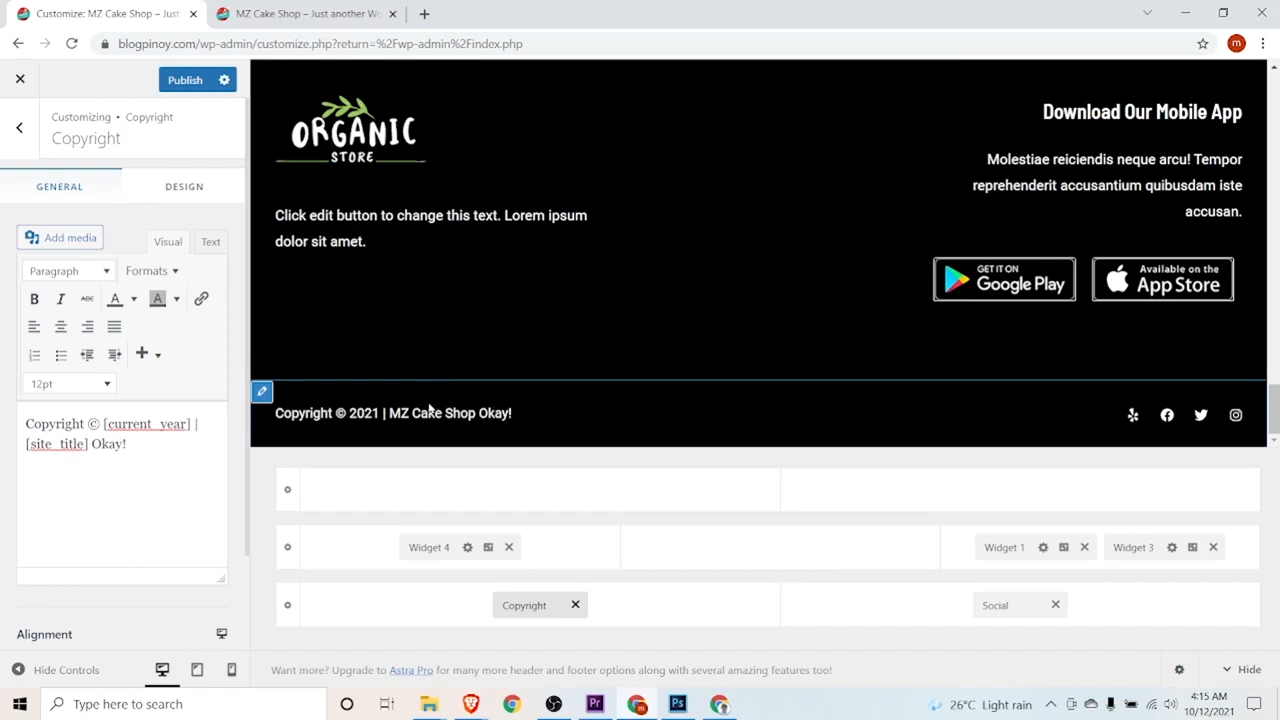 Customize: MZ Cake Shop – Just
MZ Cake Shop – Just another Wo
blogpinoy.com/wp-admin/customize.php?return=%2Fwp-admin%2Findex.php
m
Publish
Customizing • Copyright
Copyright
GENERAL
DESIGN
Add media
Visual
Text
Paragraph
Formats
B
I
ABC
A
A
12pt
Copyright © [current_year] |
[site_title] Okay!
Alignment
Hide Controls
ORGANIC
STORE
Click edit button to change this text. Lorem ipsum
dolor sit amet.
Download Our Mobile App
Molestiae reiciendis neque arcu! Tempor
reprehenderit accusantium quibusdam iste
accusan.
GET IT ON
Google Play
Available on the
App Store
Copyright © 2021 | MZ Cake Shop Okay!
Widget 4
Widget 1
Widget 3
Copyright
Social
Want more? Upgrade to Astra Pro for many more header and footer options along with several amazing features too!
Hide
Type here to search
Pr
Ps
26°C Light rain
4:15 AM
10/12/2021